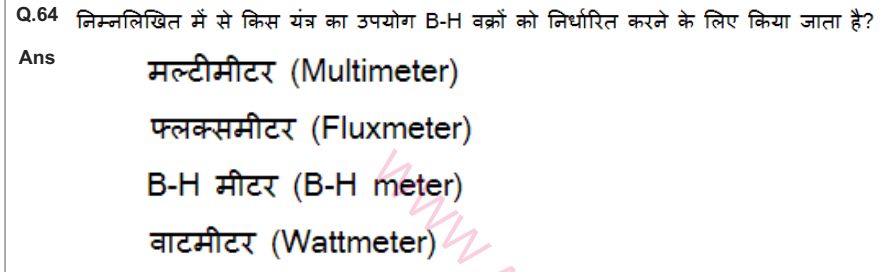 Q.64 निम्नलिखित में से किस यंत्र का उपयोग B-H वक्रों को निर्धारित करने के लिए किया जाता है?
Ans
मल्टीमीटर (Multimeter)
फ्लक्समीटर (Fluxmeter)
B-H मीटर (B-H meter)
वाटमीटर (Wattmeter)
www.